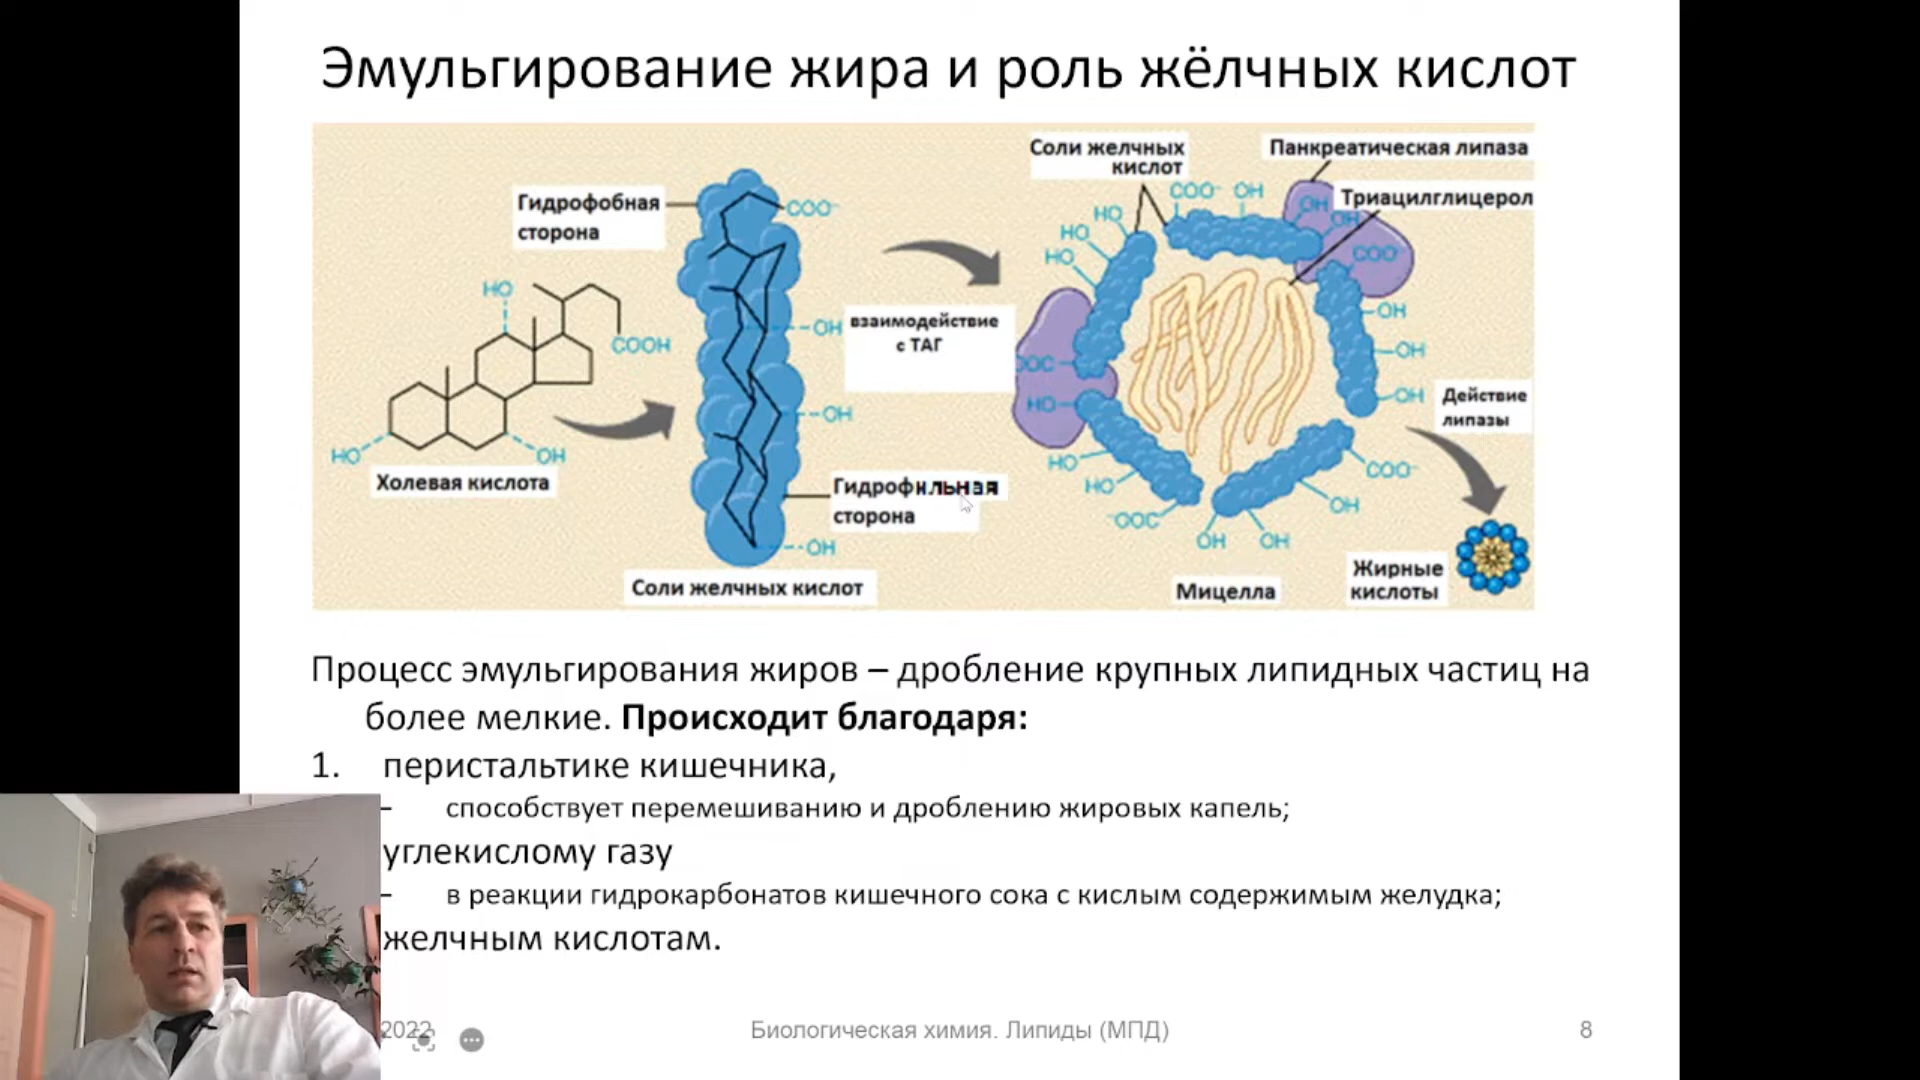 Эмульгирование жира и роль жёлчных кислот
Гидрофобная
сторона
COO⁻
HO
COOH
HO
OH
Холевая кислота
OH
OH
Гидрофильная
сторона
OH
Соли желчных кислот
взаимодействие
с ТАГ
Соли желчных
кислот
Панкреатическая липаза
Триацилглицерол
COO⁻
OH
OH
OH
HO
HO
HO
COO⁻
OH
OH
OH
OOC
HO
HO
HO
⁻OOC
OH
OH
OH
COO⁻
Мицелла
Действие
липазы
Жирные
кислоты
Процесс эмульгирования жиров – дробление крупных липидных частиц на
более мелкие. Происходит благодаря:
1. перистальтике кишечника,
– способствует перемешиванию и дроблению жировых капель;
углекислому газу
– в реакции гидрокарбонатов кишечного сока с кислым содержимым желудка;
желчным кислотам.
2022
Биологическая химия. Липиды (МПД)
8